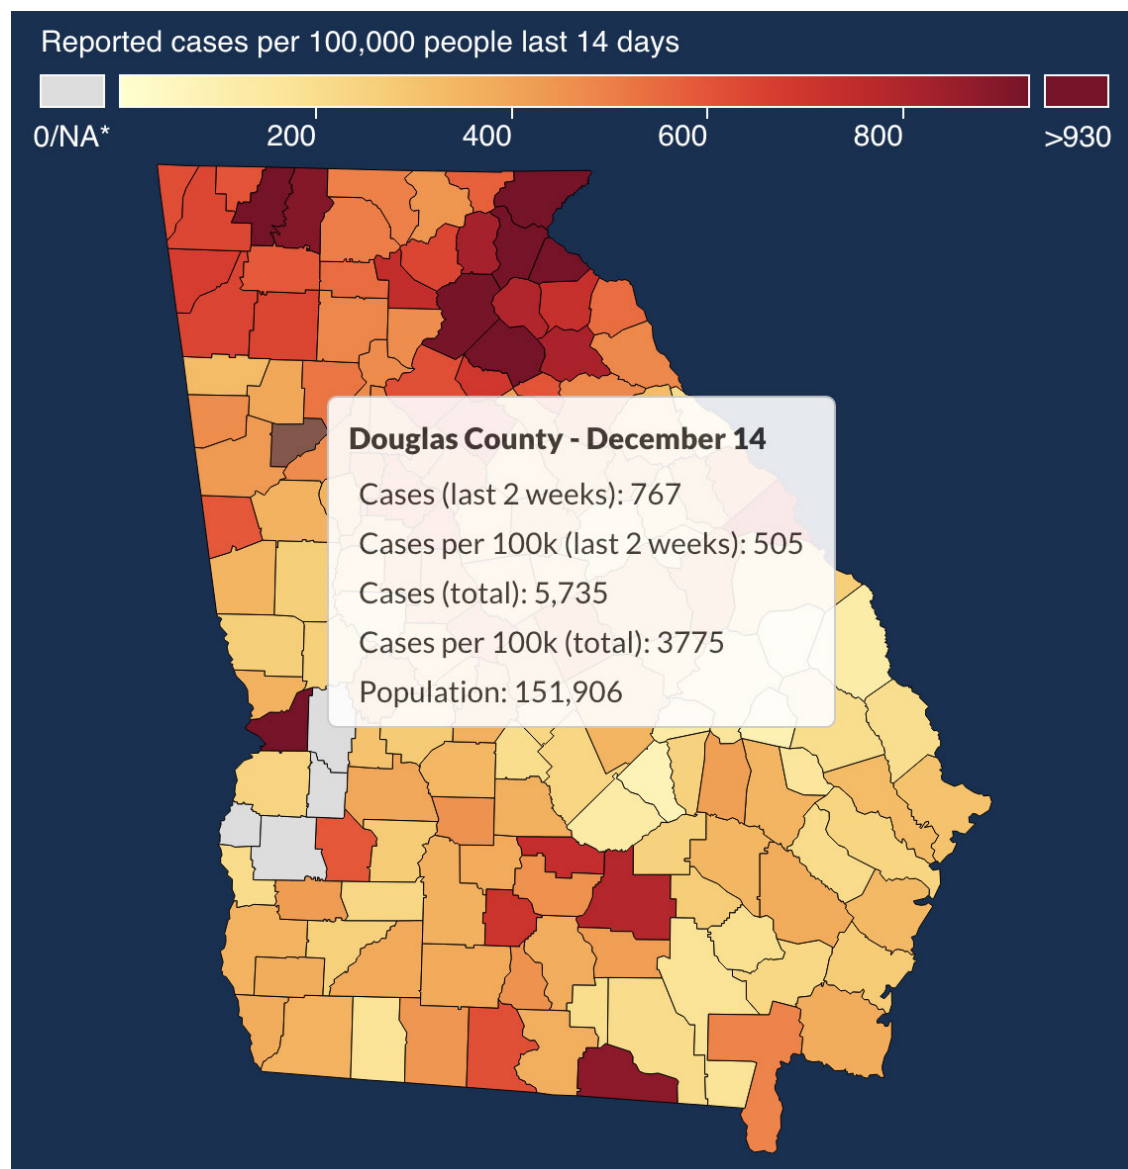 Reported cases per 100,000 people last 14 days
0/NA* 200 400 600 800 >930
Douglas County - December 14
Cases (last 2 weeks): 767
Cases per 100k (last 2 weeks): 505
Cases (total): 5,735
Cases per 100k (total): 3775
Population: 151,906